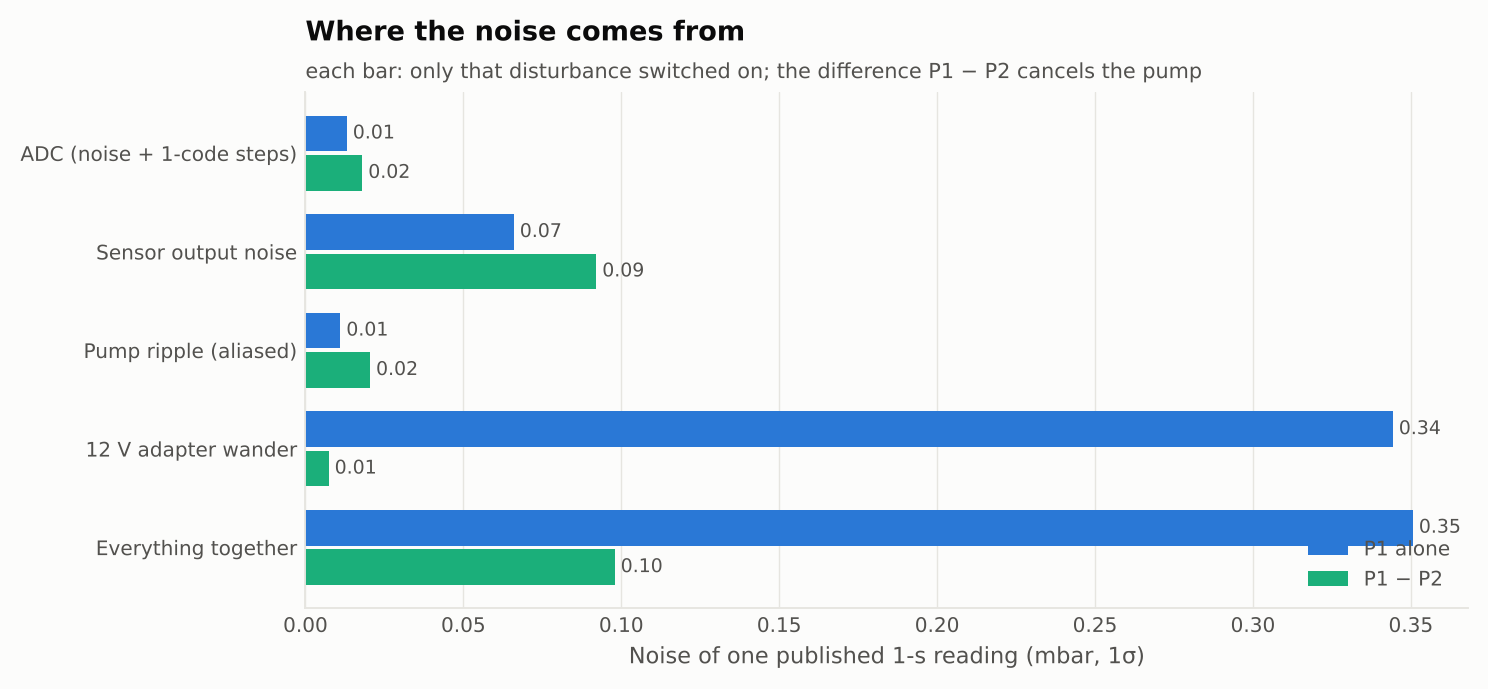 Where the noise comes from
each bar: only that disturbance switched on; the difference P1 − P2 cancels the pump
ADC (noise + 1-code steps)
0.01
0.02
Sensor output noise
0.07
0.09
Pump ripple (aliased)
0.01
0.02
12 V adapter wander
0.34
0.01
Everything together
0.35
0.10
P1 alone
P1 − P2
0.00 0.05 0.10 0.15 0.20 0.25 0.30 0.35
Noise of one published 1-s reading (mbar, 1σ)